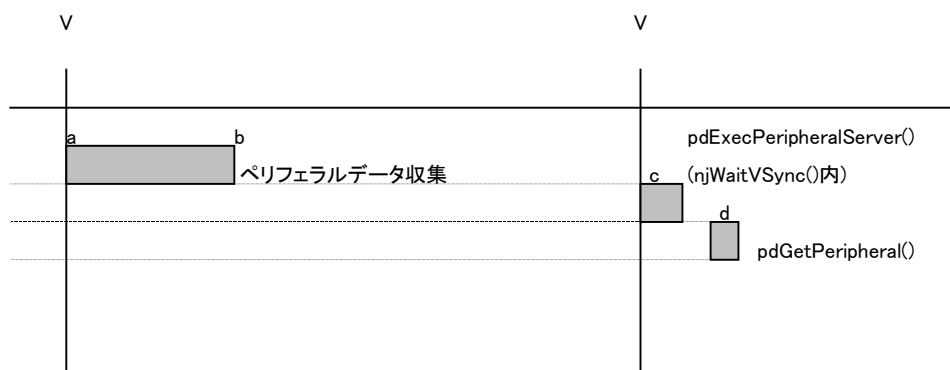 V V
a b pdExecPeripheralServer()
ペリフェラルデータ収集 c (njWaitVSync()内)
d
pdGetPeripheral()